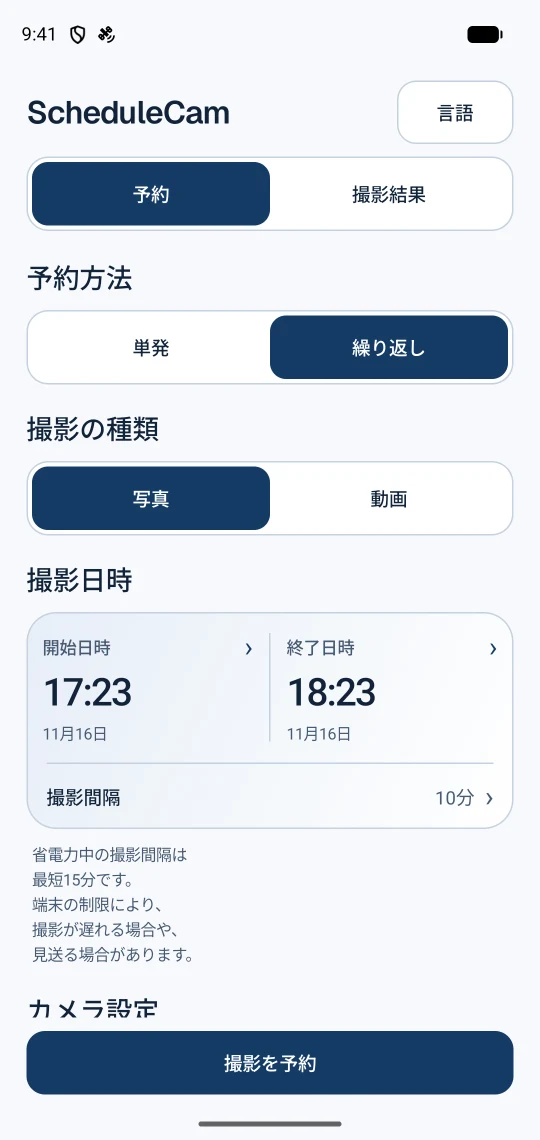 9:41
ScheduleCam
言語
予約
撮影結果
予約方法
単発
繰り返し
撮影の種類
写真
動画
撮影日時
開始日時 ›
17:23
11月16日
終了日時 ›
18:23
11月16日
撮影間隔
10分 ›
省電力中の撮影間隔は
最短15分です。
端末の制限により、
撮影が遅れる場合や、
見送る場合があります。
カメラ設定
撮影を予約